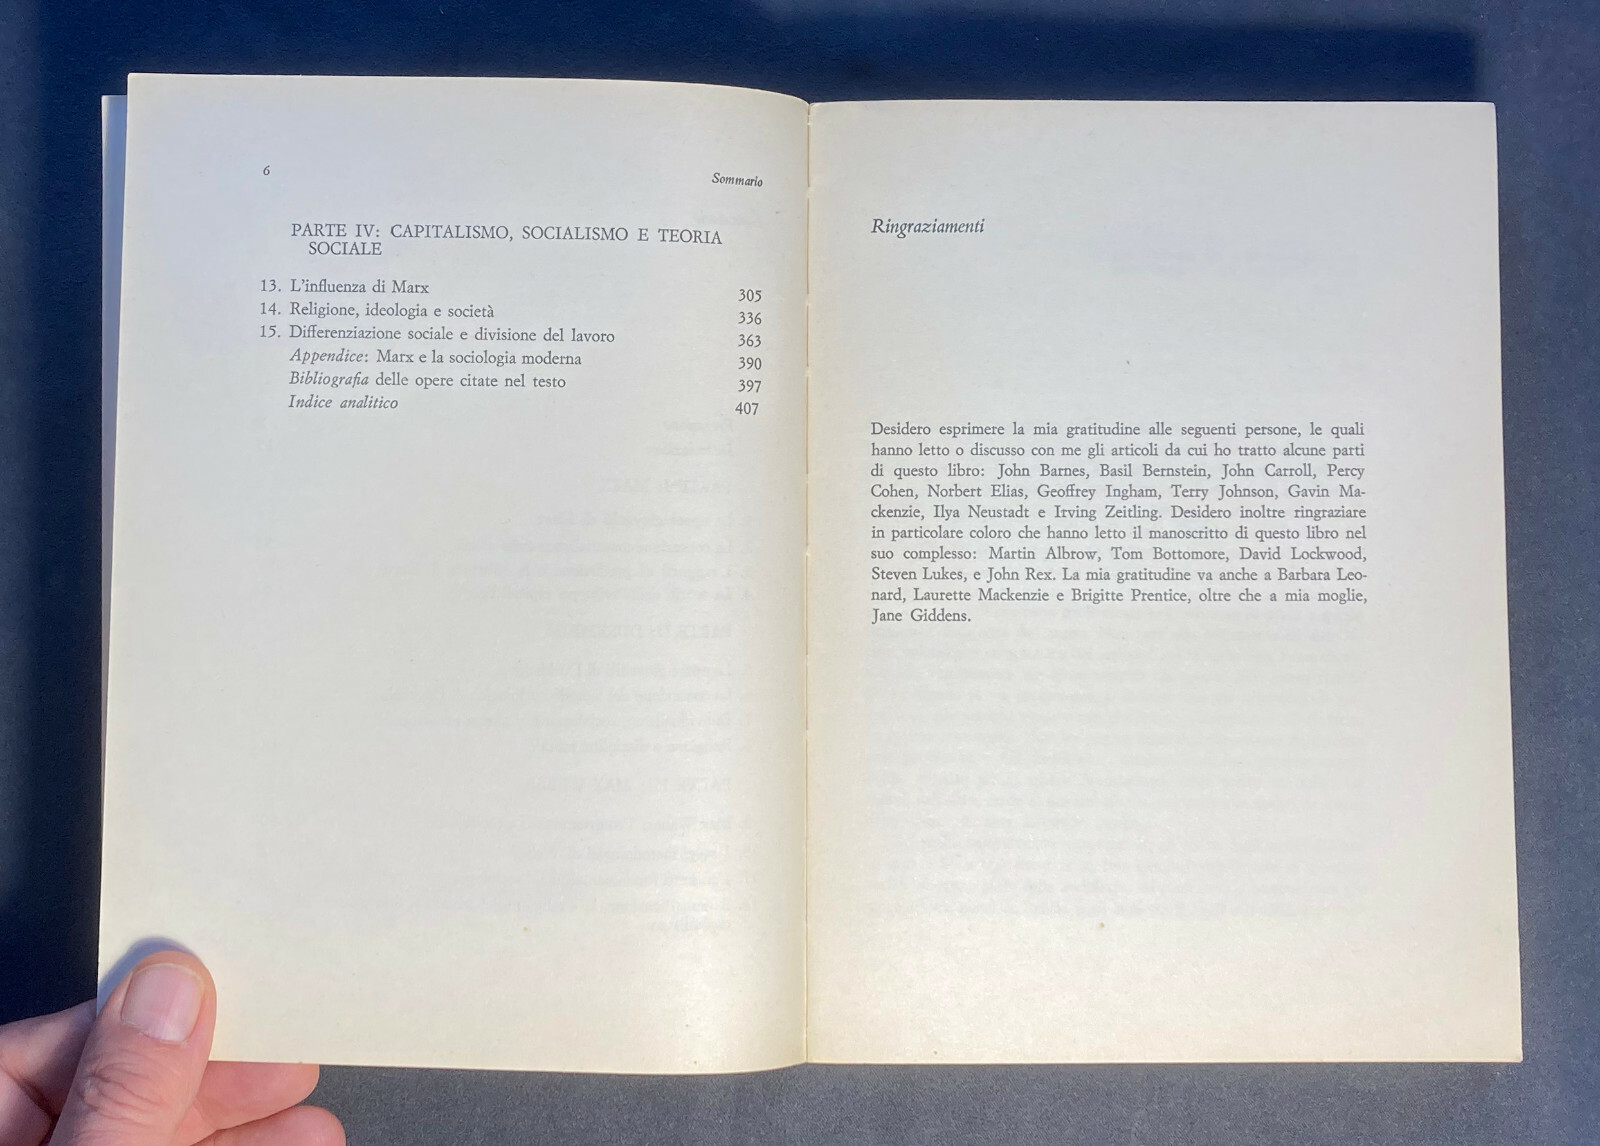 6
Sommario
PARTE IV: CAPITALISMO, SOCIALISMO E TEORIA
SOCIALE
13. L'influenza di Marx 305
14. Religione, ideologia e società 336
15. Differenziazione sociale e divisione del lavoro 363
Appendice: Marx e la sociologia moderna 390
Bibliografia delle opere citate nel testo 397
Indice analitico 407
Ringraziamenti
Desidero esprimere la mia gratitudine alle seguenti persone, le quali
hanno letto o discusso con me gli articoli da cui ho tratto alcune parti
di questo libro: John Barnes, Basil Bernstein, John Carroll, Percy
Cohen, Norbert Elias, Geoffrey Ingham, Terry Johnson, Gavin Ma-
ckenzie, Ilya Neustadt e Irving Zeitling. Desidero inoltre ringraziare
in particolare coloro che hanno letto il manoscritto di questo libro nel
suo complesso: Martin Albrow, Tom Bottomore, David Lockwood,
Steven Lukes, e John Rex. La mia gratitudine va anche a Barbara Leo-
nard, Laurette Mackenzie e Brigitte Prentice, oltre che a mia moglie,
Jane Giddens.